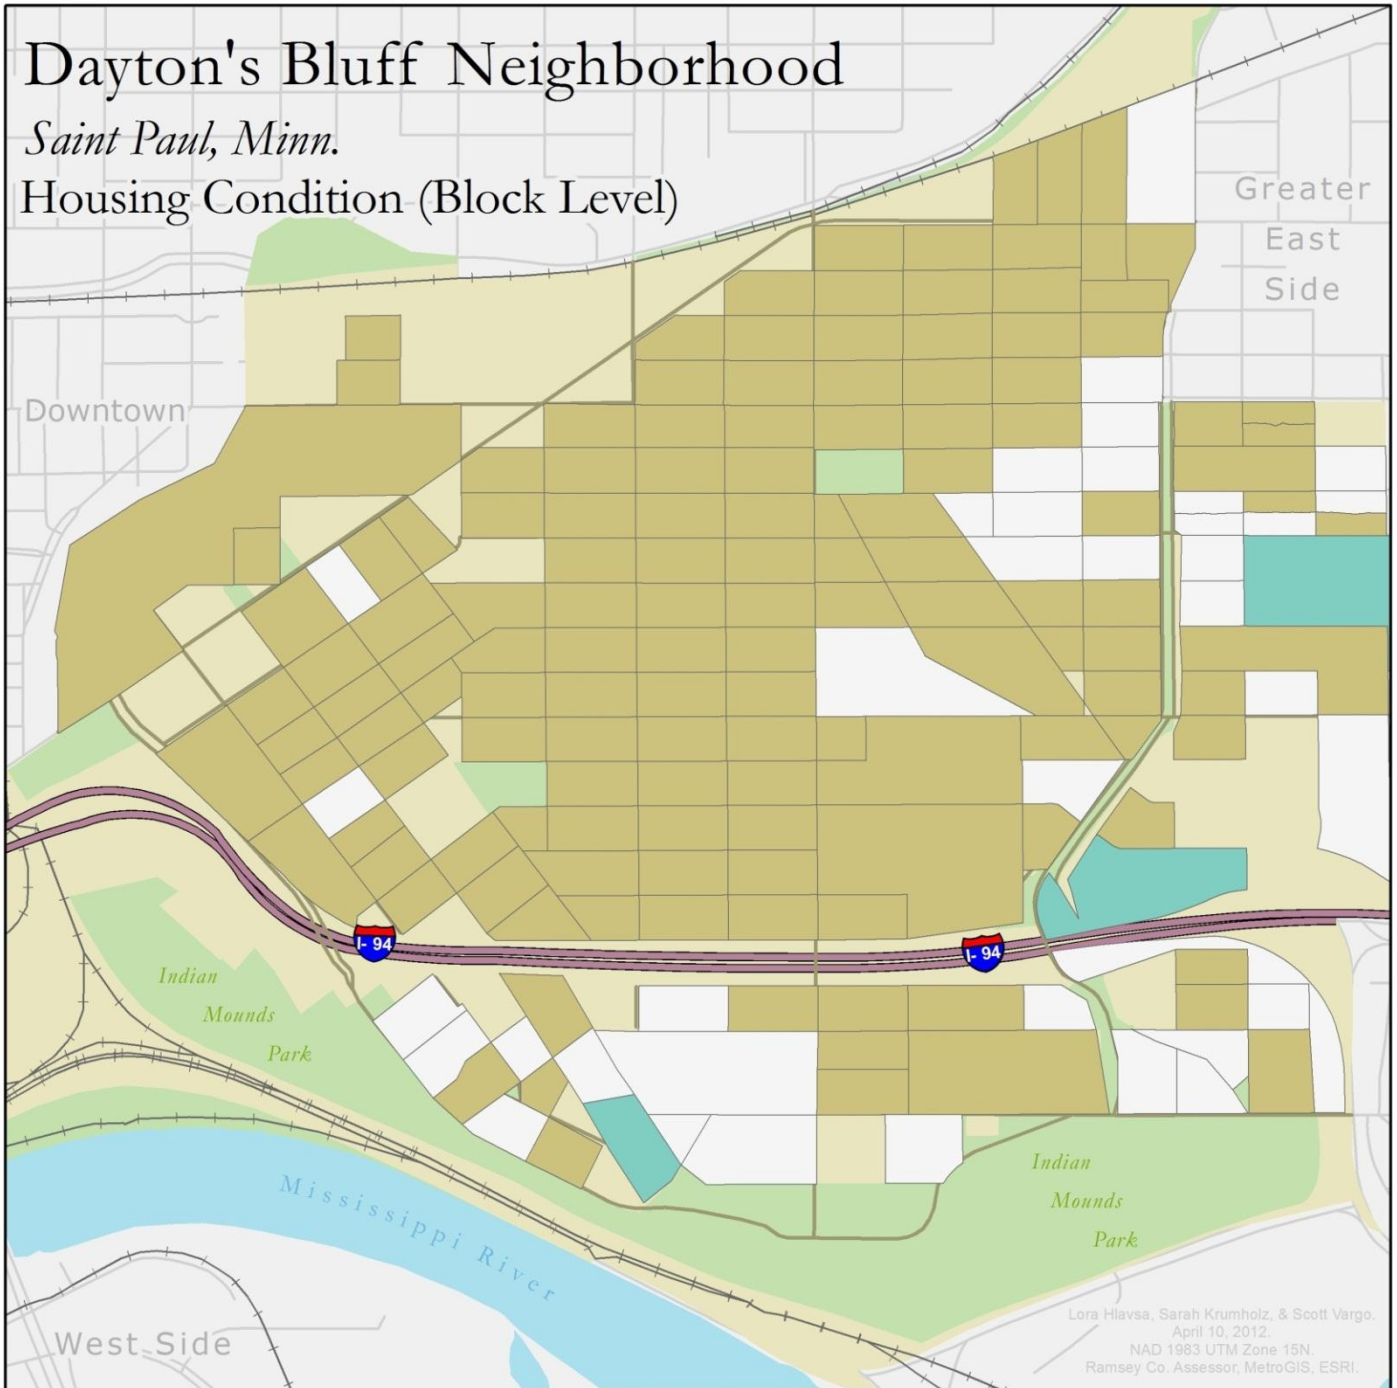 Dayton's Bluff Neighborhood
Saint Paul, Minn.
Housing Condition (Block Level)
Greater
East
Side
Downtown
I- 94
I- 94
Indian
Mounds
Park
Indian
Mounds
Park
Mississippi River
West Side
Lora Hlavsa, Sarah Krumholz, & Scott Vargo.
April 10, 2012.
NAD 1983 UTM Zone 15N.
Ramsey Co. Assessor, MetroGIS, ESRI.